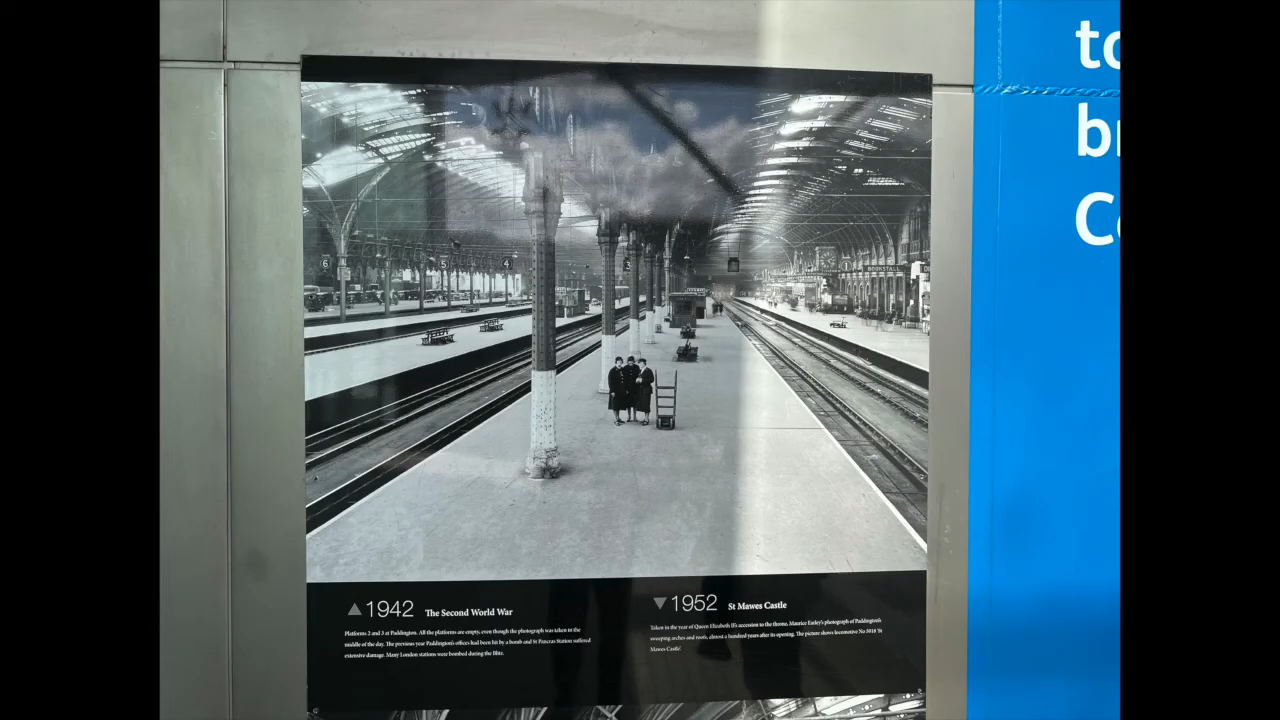 to
br
Co
6
5
4
3
1
BOOKSTALL
▲ 1942 The Second World War
Platforms 2 and 3 at Paddington. All the platforms are empty, even though the photograph was taken in the
middle of the day. The previous year Paddington's offices had been hit by a bomb and St Pancras Station suffered
extensive damage. Many London stations were bombed during the Blitz.
▼ 1952 St Mawes Castle
Taken in the year of Queen Elizabeth II's accession to the throne, Maurice Earley's photograph of Paddington's
sweeping arches and roofs, almost a hundred years after its opening. The picture shows locomotive No 5018 'St
Mawes Castle'.